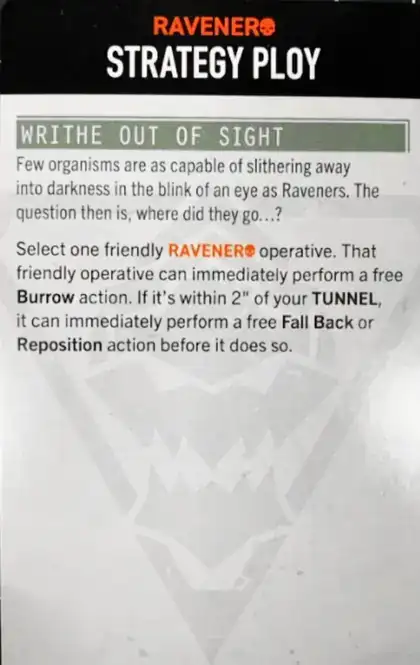 RAVENER
STRATEGY PLOY
WRITHE OUT OF SIGHT
Few organisms are as capable of slithering away
into darkness in the blink of an eye as Raveners. The
question then is, where did they go...?
Select one friendly RAVENER operative. That
friendly operative can immediately perform a free
Burrow action. If it's within 2" of your TUNNEL,
it can immediately perform a free Fall Back or
Reposition action before it does so.